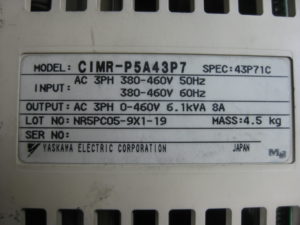 MODEL: CIMR-P5A43P7 SPEC:43P71C
INPUT: AC 3PH 380-460V 50Hz
380-460V 60Hz
OUTPUT: AC 3PH 0-460V 6.1kVA 8A
LOT NO: NR5PC05-9X1-19 MASS:4.5 kg
SER NO:
YASKAWA ELECTRIC CORPORATION JAPAN